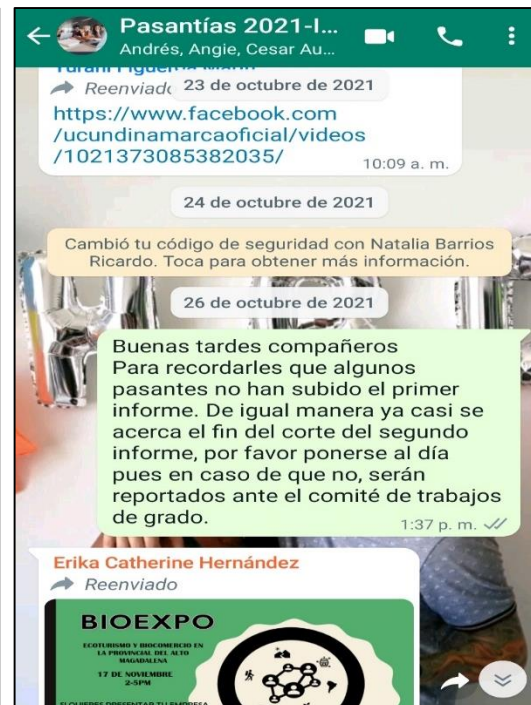 Pasantías 2021-I...
Andrés, Angie, Cesar Au...
Reenviado
23 de octubre de 2021
https://www.facebook.com
/ucundinamarcaoficial/videos
/1021373085382035/
10:09 a. m.
24 de octubre de 2021
Cambió tu código de seguridad con Natalia Barrios
Ricardo. Toca para obtener más información.
26 de octubre de 2021
Buenas tardes compañeros
Para recordarles que algunos
pasantes no han subido el primer
informe. De igual manera ya casi se
acerca el fin del corte del segundo
informe, por favor ponerse al día
pues en caso de que no, serán
reportados ante el comité de trabajos
de grado.
1:37 p. m.
Erika Catherine Hernández
Reenviado
BIOEXPO
ECOTURISMO Y BIOCOMERCIO EN
LA PROVINCIAL DEL ALTO
MAGADALENA
17 DE NOVIEMBRE
2-5PM
SI QUIERES PRESENTAR TU EMPRESA